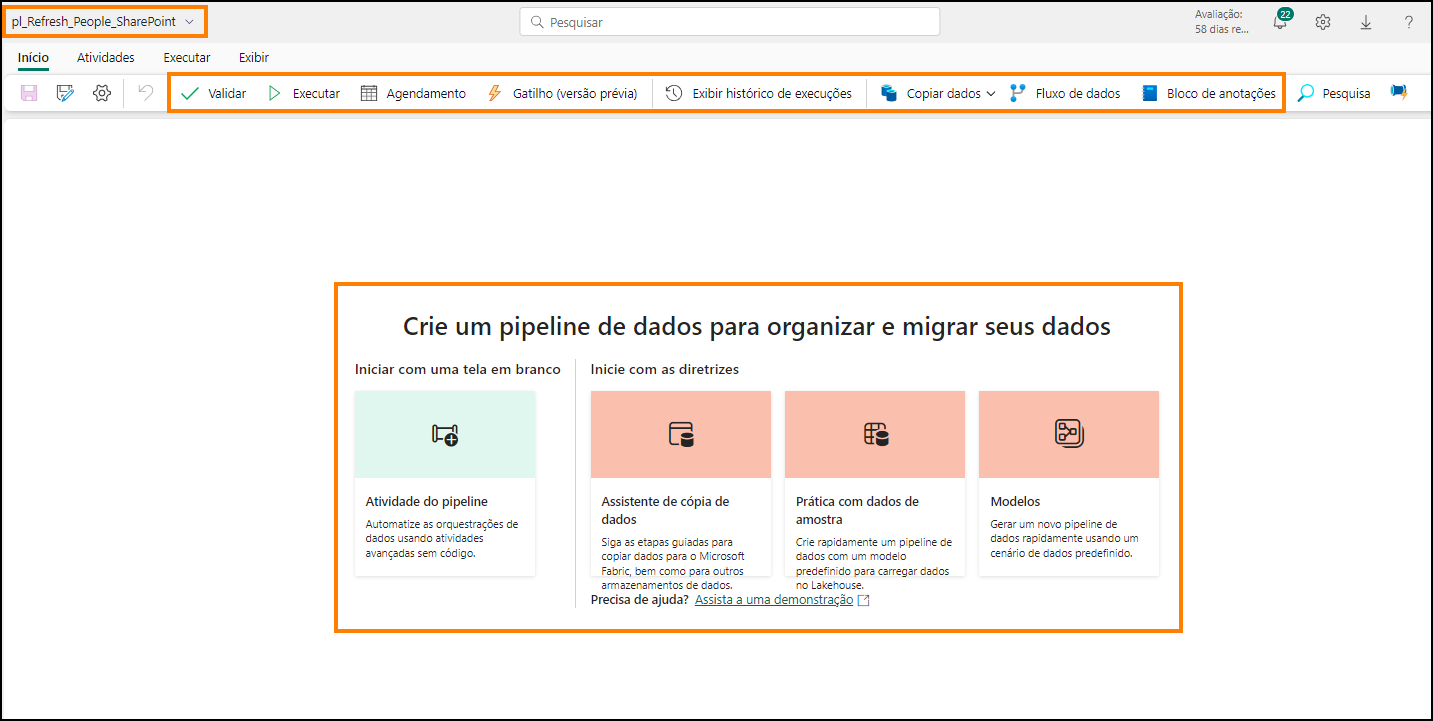 pl_Refresh_People_SharePoint
Pesquisar
Avaliação:
58 dias re...
22
?
Início
Atividades
Executar
Exibir
Validar
Executar
Agendamento
Gatilho (versão prévia)
Exibir histórico de execuções
Copiar dados
Fluxo de dados
Bloco de anotações
Pesquisa
Crie um pipeline de dados para organizar e migrar seus dados
Iniciar com uma tela em branco
Inicie com as diretrizes
Atividade do pipeline
Automatize as orquestrações de
dados usando atividades
avançadas sem código.
Assistente de cópia de
dados
Siga as etapas guiadas para
copiar dados para o Microsoft
Fabric, bem como para outros
armazenamentos de dados.
Prática com dados de
amostra
Crie rapidamente um pipeline de
dados com um modelo
predefinido para carregar dados
no Lakehouse.
Modelos
Gerar um novo pipeline de
dados rapidamente usando um
cenário de dados predefinido.
Precisa de ajuda? Assista a uma demonstração